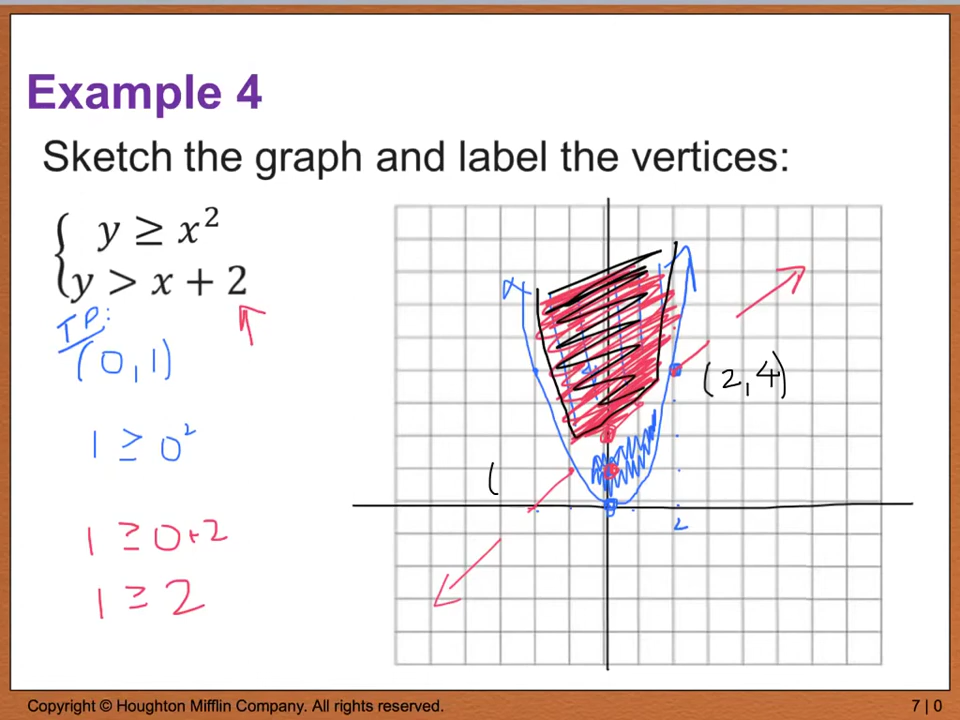 Example 4
Sketch the graph and label the vertices:
y ≥ x²
y > x + 2
TP:
(0,1)
1 ≥ 0²
1 ≥ 0+2
1 ≥ 2
(2,4)
(
2
Copyright © Houghton Mifflin Company. All rights reserved.
7 | 0